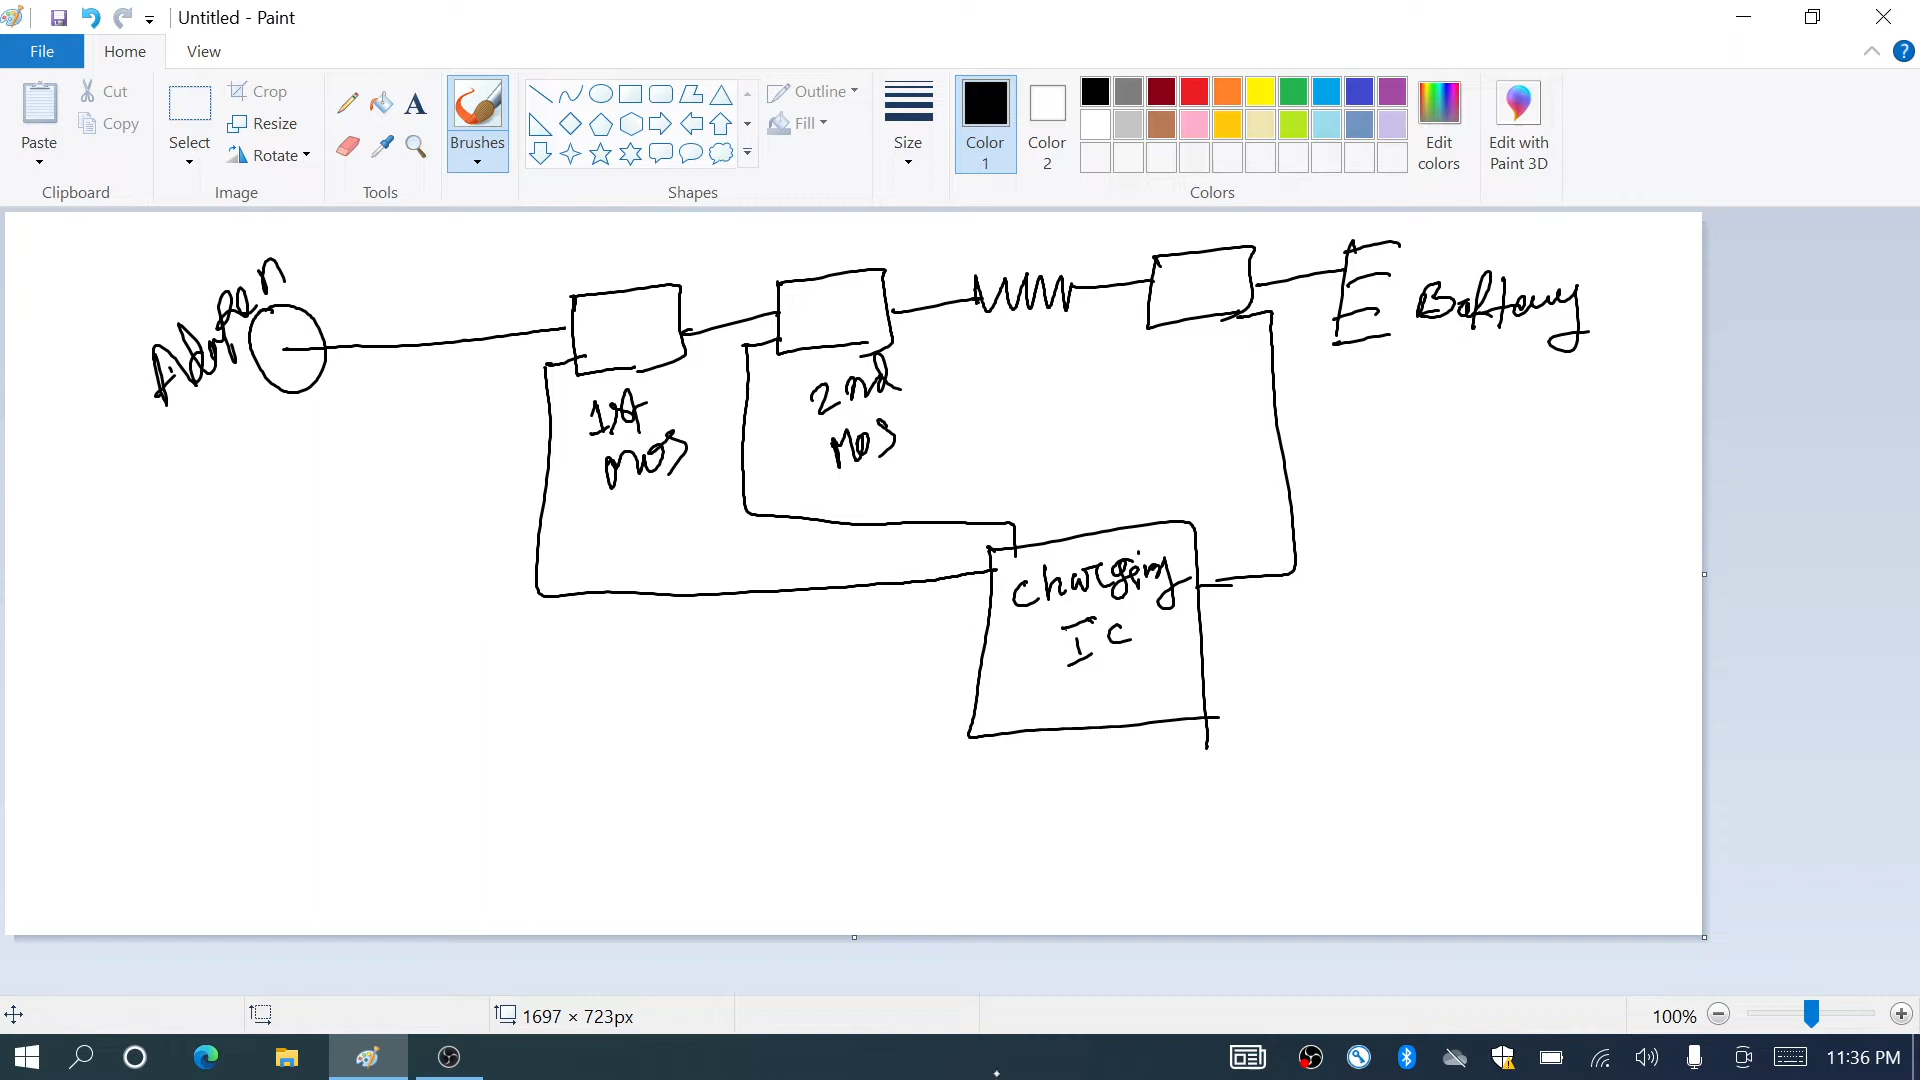 Untitled - Paint
File
Home
View
Paste
Cut
Copy
Clipboard
Select
Crop
Resize
Rotate
Image
A
Tools
Brushes
Outline
Fill
Shapes
Size
Color
1
Color
2
Edit
colors
Colors
Edit with
Paint 3D
Battery
1st
mos
2nd
Mos
Charging
IC
1697 × 723px
100%
11:36 PM